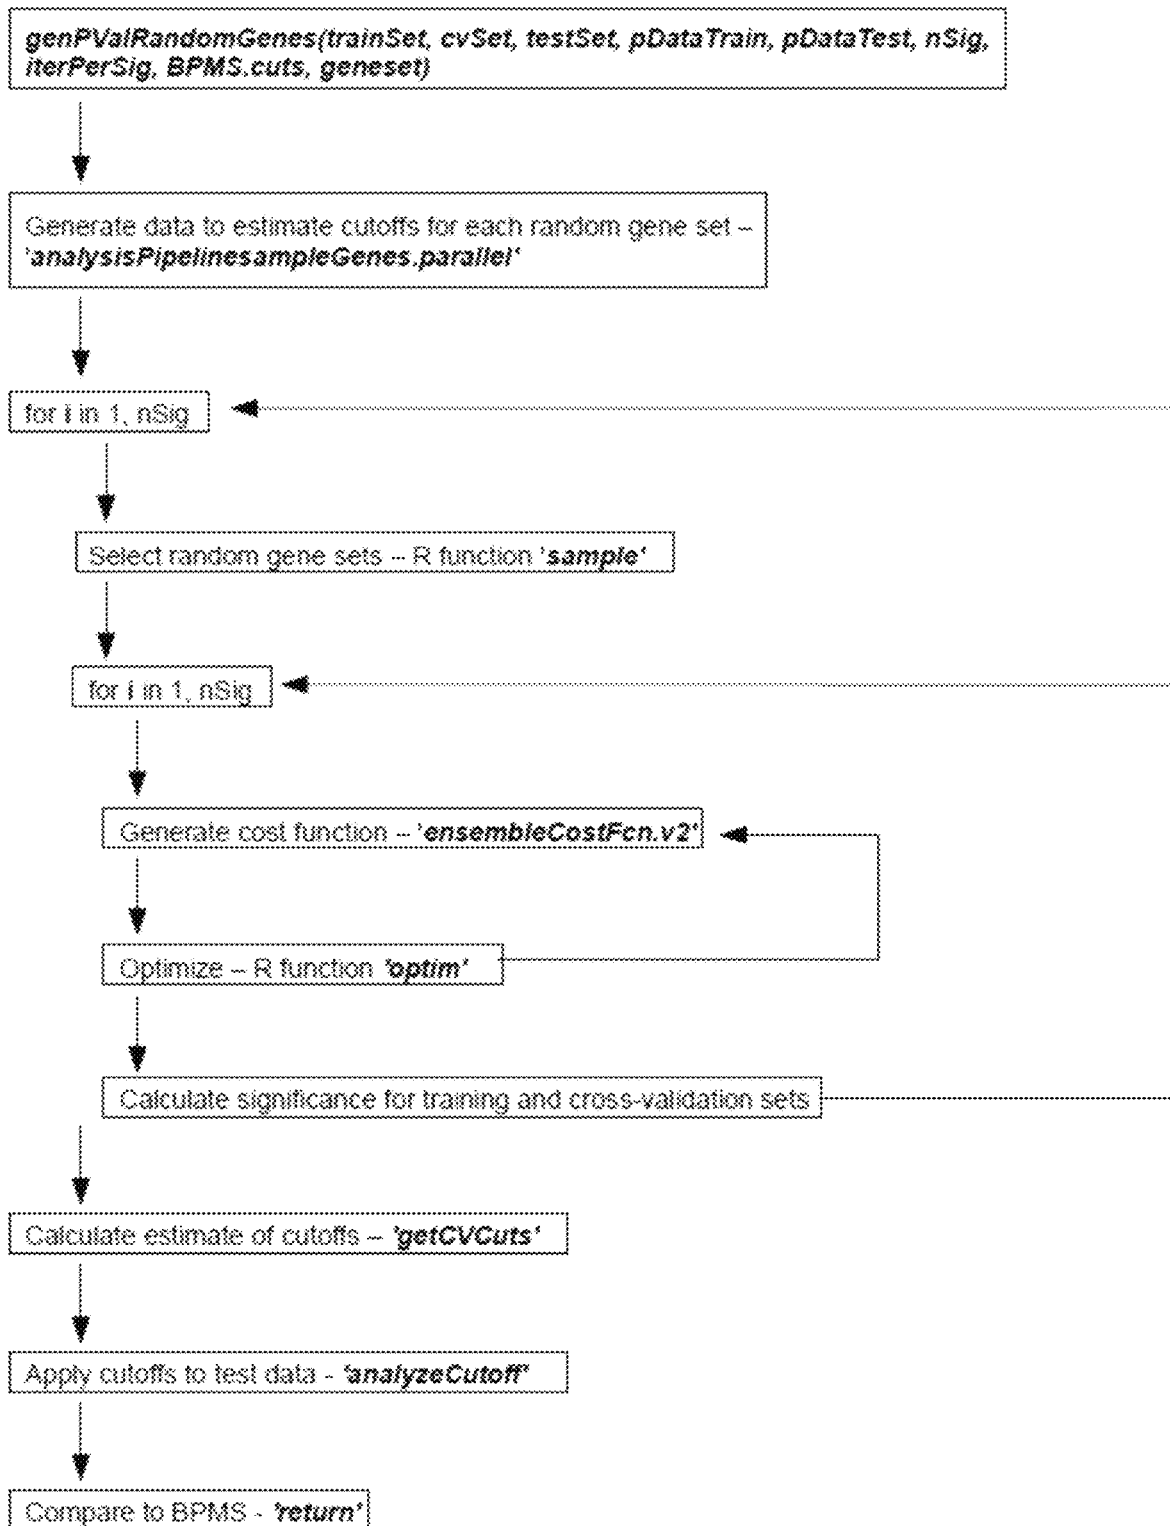 genPValRandomGenes(trainSet, cvSet, testSet, pDataTrain, pDataTest, nSig,
iterPerSig, BPMS.cuts, geneset)
Generate data to estimate cutoffs for each random gene set –
'analysisPipelinesampleGenes.parallel'
for i in 1, nSig
Select random gene sets – R function 'sample'
for i in 1, nSig
Generate cost function – 'ensembleCostFcn.v2'
Optimize – R function 'optim'
Calculate significance for training and cross-validation sets
Calculate estimate of cutoffs – 'getCVCuts'
Apply cutoffs to test data - 'analyzeCutoff'
Compare to BPMS - 'return'